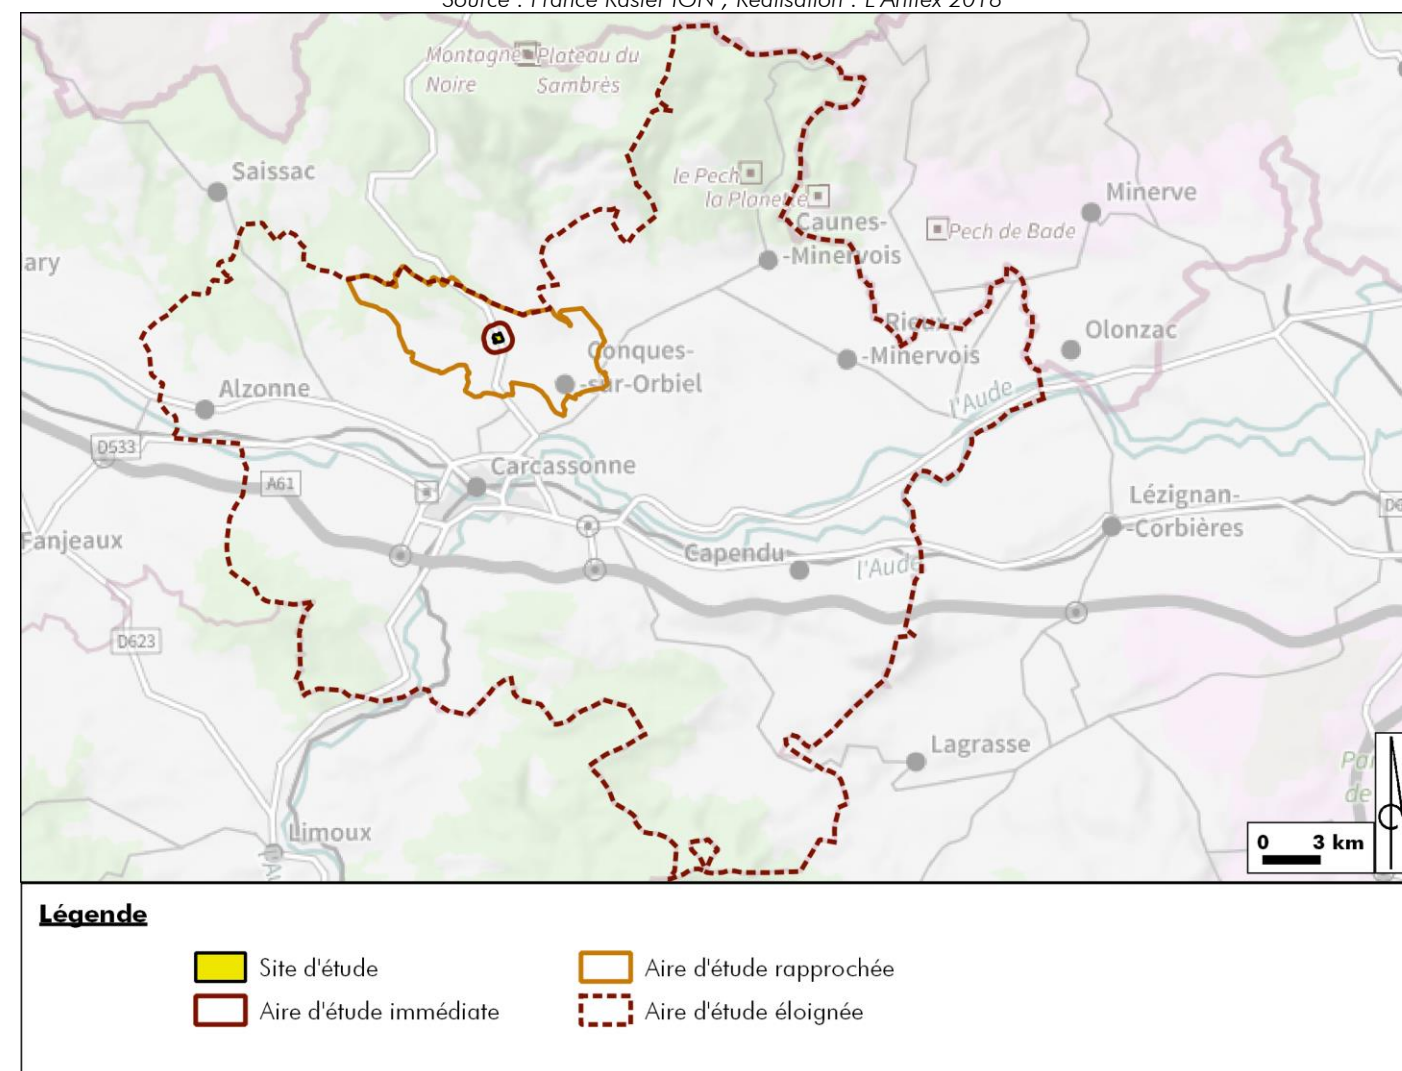 Montagne
Noire
Plateau du
Sambrès
Saissac
le Pech
la Planette
Minerve
Caunes-
-Minervois
Pech de Bade
ary
Rieux-
-Minervois
Olonzac
Conques-
-sur-Orbiel
Alzonne
l'Aude
D533
Carcassonne
A61
Lézignan-
-Corbières
Fanjeaux
Capendu
l'Aude
D623
Lagrasse
de
Limoux
0 3 km
Légende
Site d'étude
Aire d'étude rapprochée
Aire d'étude immédiate
Aire d'étude éloignée